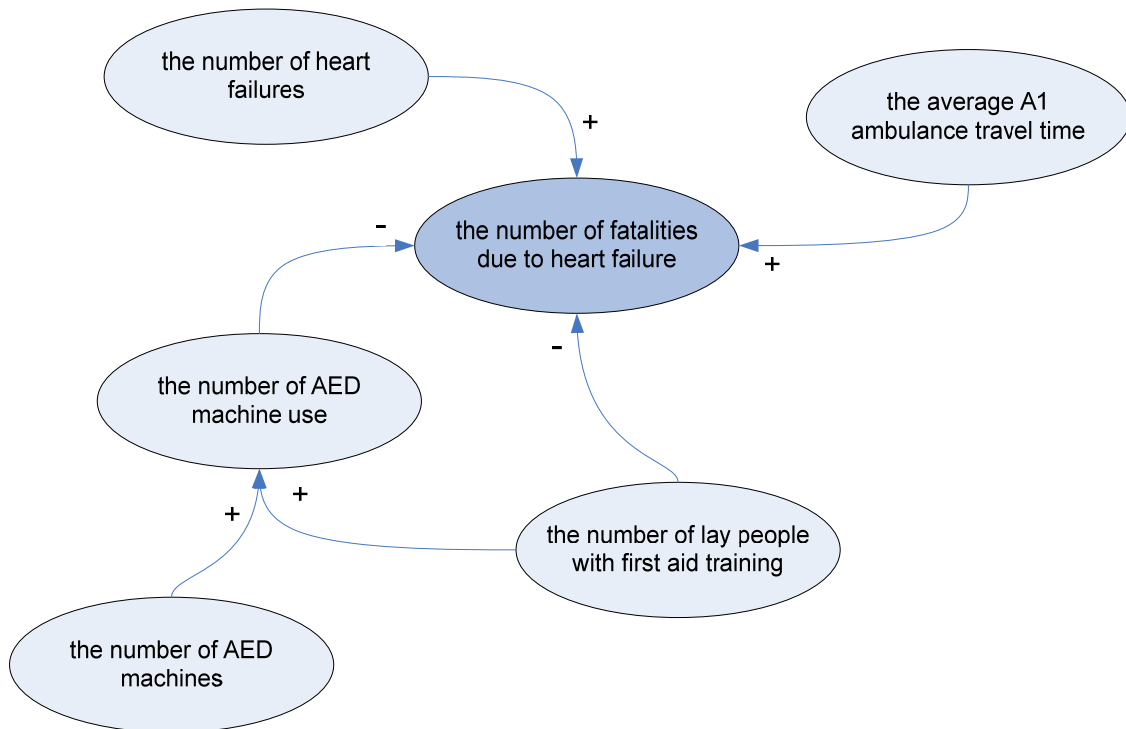 the number of heart
failures
the average A1
ambulance travel time
+
the number of fatalities
due to heart failure
-
+
-
the number of AED
machine use
+
+
the number of lay people
with first aid training
the number of AED
machines